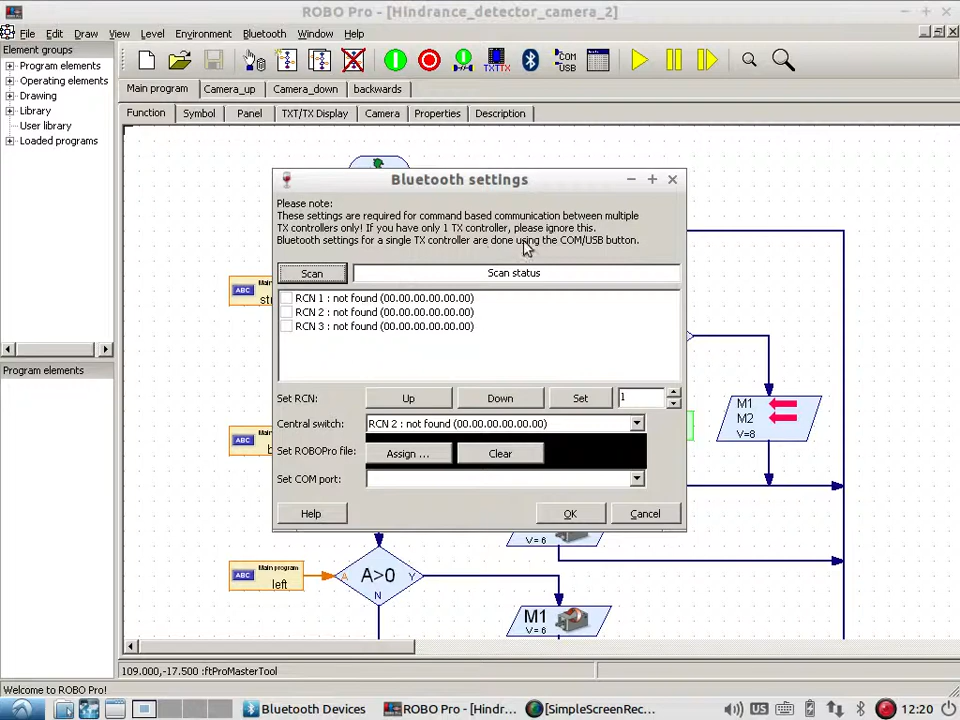 ROBO Pro - [Hindrance_detector_camera_2]
File Edit Draw View Level Environment Bluetooth Window Help
Element groups
Program elements
Operating elements
Drawing
Library
User library
Loaded programs
TXTTX
COM
USB
Main program Camera_up Camera_down backwards
Function Symbol Panel TXT/TX Display Camera Properties Description
Program elements
Bluetooth settings
Please note:
These settings are required for command based communication between multiple
TX controllers only! If you have only 1 TX controller, please ignore this.
Bluetooth settings for a single TX controller are done using the COM/USB button.
Scan Scan status
RCN 1 : not found (00.00.00.00.00.00)
RCN 2 : not found (00.00.00.00.00.00)
RCN 3 : not found (00.00.00.00.00.00)
Set RCN: Up Down Set 1
Central switch: RCN 2 : not found (00.00.00.00.00.00)
Set ROBOPro file: Assign ... Clear
Set COM port:
Help OK Cancel
ABC
ABC
M1
M2
V=8
V= 6
ABC Main program
left
A A>0 Y
N
M1
V= 6
109.000,-17.500 :ftProMasterTool
Welcome to ROBO Pro!
Bluetooth Devices ROBO Pro - [Hindr... [SimpleScreenRec... US 12:20